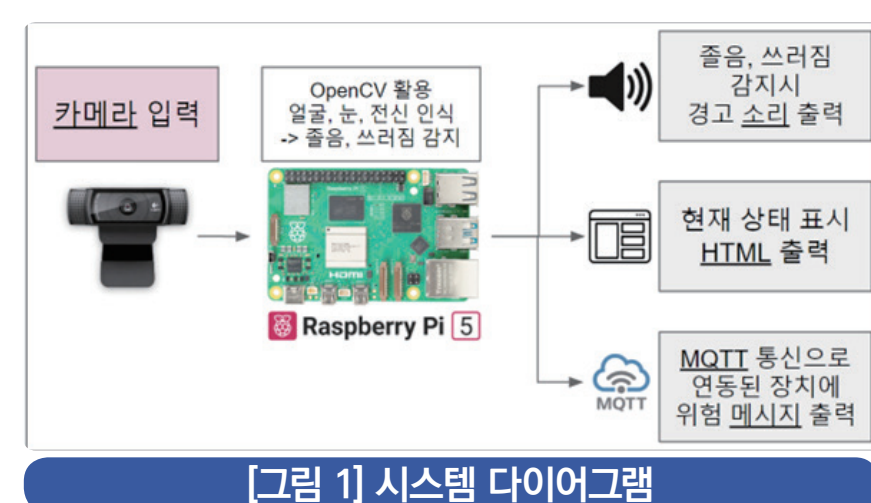 카메라 입력
OpenCV 활용
얼굴, 눈, 전신 인식
-> 졸음, 쓰러짐 감지
HDMI
Raspberry Pi 5
졸음, 쓰러짐
감지시
경고 소리 출력
현재 상태 표시
HTML 출력
MQTT
MQTT 통신으로
연동된 장치에
위험 메시지 출력
[그림 1] 시스템 다이어그램